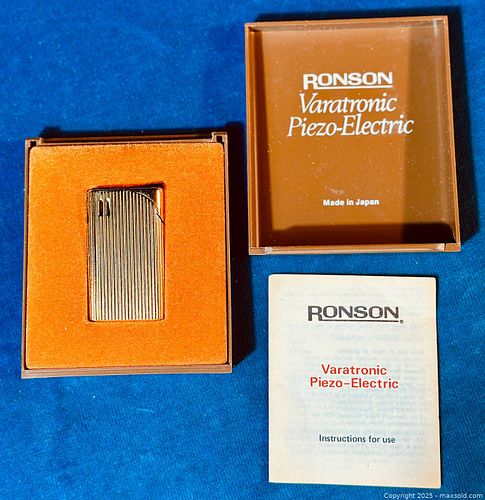 RONSON
Varatronic
Piezo-Electric
Made in Japan
RONSON®
Varatronic
Piezo-Electric
Instructions for use
Copyright 2025 - maxsold.com